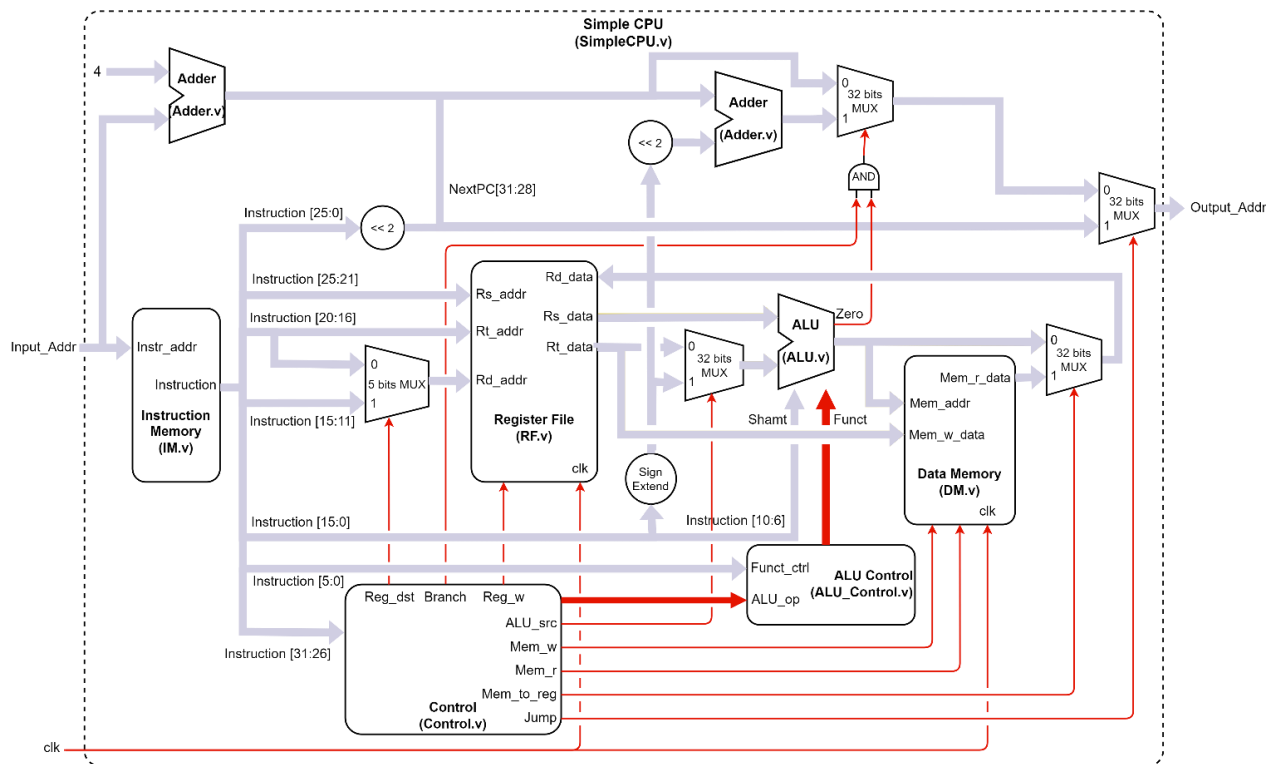 Simple CPU
(SimpleCPU.v)
4
Adder
(Adder.v)
Adder
(Adder.v)
0
32 bits
MUX
1
<< 2
AND
NextPC[31:28]
0
32 bits
MUX
1
Output_Addr
Instruction [25:0]
<< 2
Instruction [25:21]
Rd_data
Rs_addr
Rs_data
Instruction [20:16]
Rt_addr
Rt_data
Rd_addr
Register File
(RF.v)
clk
Input_Addr
Instr_addr
Instruction
Instruction
Memory
(IM.v)
0
5 bits MUX
1
Instruction [15:11]
0
32 bits
MUX
1
ALU
(ALU.v)
Zero
Shamt
Funct
0
32 bits
MUX
1
Mem_r_data
Mem_addr
Mem_w_data
Data Memory
(DM.v)
clk
Sign
Extend
Instruction [15:0]
Instruction [10:6]
Instruction [5:0]
Funct_ctrl
ALU Control
(ALU_Control.v)
ALU_op
Reg_dst
Branch
Reg_w
ALU_src
Mem_w
Mem_r
Mem_to_reg
Jump
Control
(Control.v)
Instruction [31:26]
clk